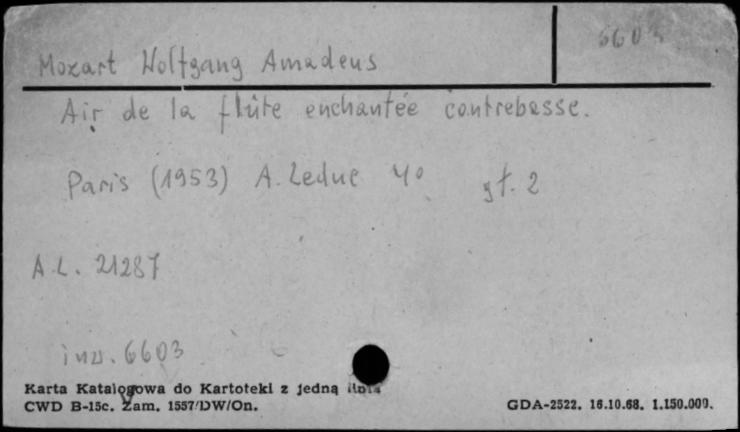 Mozart Wolfgang Amadeus 6603
Air de la flûte enchantée contrebasse.
Paris (1953) A. Leduc 4° gł. 2
A.L. 21287
inw. 6603
Karta Katalogowa do Kartoteki z jedną linią
CWD B-15c. Zam. 1557/DW/On.
GDA-2522. 16.10.68. 1.150.000.